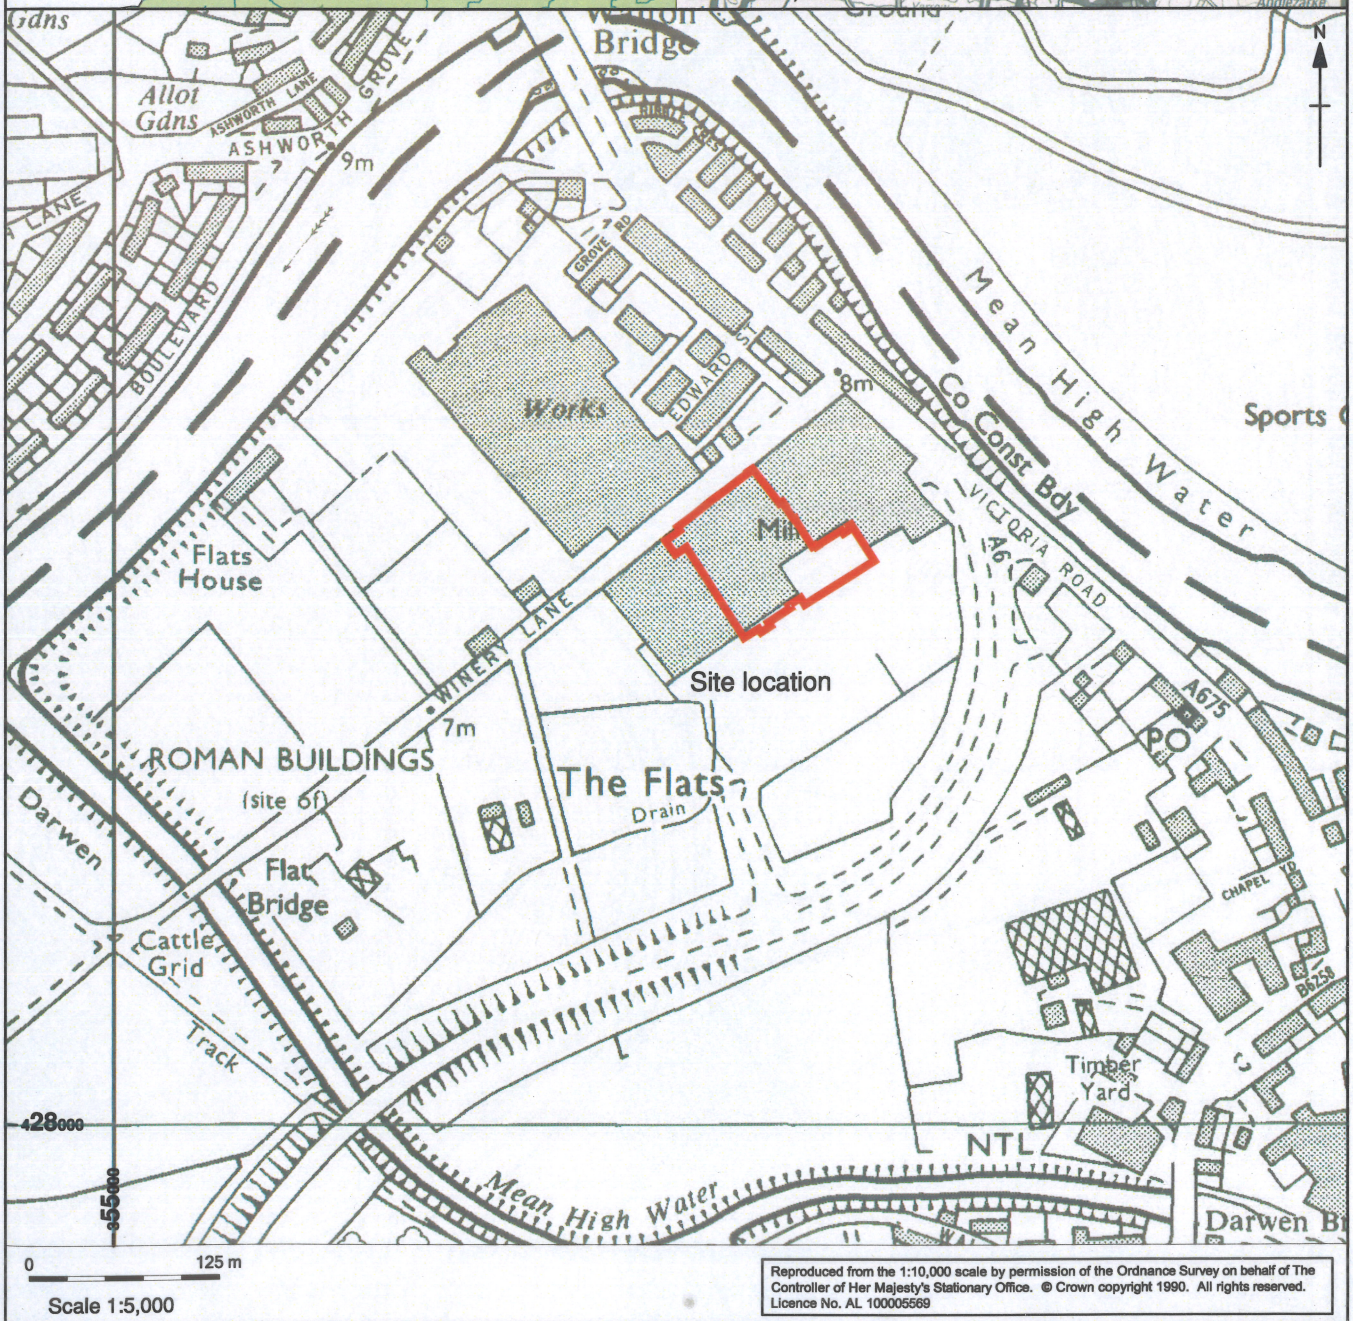 Gdns
Bridge
N
Allot
Gdns
ASHWORTH LANE
GROVE
ASHWORTH
9m
LANE
BOULEVARD
RIBBLE CRES
GROVE RD
EDWARD ST
8m
Works
Mean High Water
Co Const Bdy
Sports
Mill
VICTORIA ROAD
A6
Flats
House
WINERY LANE
7m
Site location
A675
PO
ROMAN BUILDINGS
(site of)
The Flats
Drain
Darwen
Flat
Bridge
Cattle
Grid
Track
CHAPEL
B6258
Timber
Yard
NTL
428000
355000
Mean High Water
Darwen
0 125 m
Scale 1:5,000
Reproduced from the 1:10,000 scale by permission of the Ordnance Survey on behalf of The
Controller of Her Majesty's Stationary Office. © Crown copyright 1990. All rights reserved.
Licence No. AL 100005569